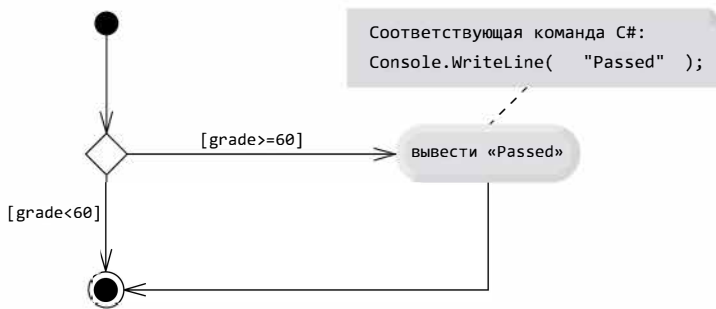 Соответствующая команда C#:
Console.WriteLine( "Passed" );
[grade>=60]
вывести «Passed»
[grade<60]